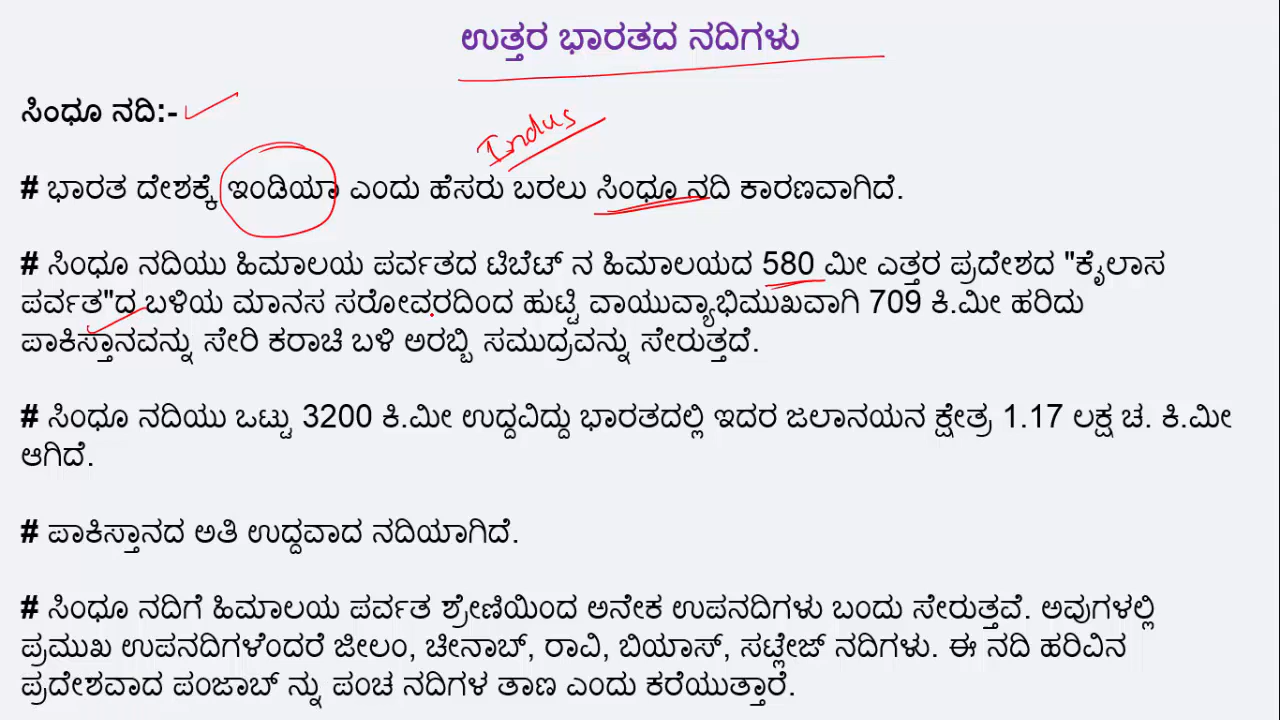 ಉತ್ತರ ಭಾರತದ ನದಿಗಳು
ಸಿಂಧೂ ನದಿ:-
Indus
# ಭಾರತ ದೇಶಕ್ಕೆ ಇಂಡಿಯಾ ಎಂದು ಹೆಸರು ಬರಲು ಸಿಂಧೂ ನದಿ ಕಾರಣವಾಗಿದೆ.
# ಸಿಂಧೂ ನದಿಯು ಹಿಮಾಲಯ ಪರ್ವತದ ಟಿಬೆಟ್ ನ ಹಿಮಾಲಯದ 580 ಮೀ ಎತ್ತರ ಪ್ರದೇಶದ "ಕೈಲಾಸ
ಪರ್ವತ"ದ ಬಳಿಯ ಮಾನಸ ಸರೋವರದಿಂದ ಹುಟ್ಟಿ ವಾಯುವ್ಯಾಭಿಮುಖವಾಗಿ 709 ಕಿ.ಮೀ ಹರಿದು
ಪಾಕಿಸ್ತಾನವನ್ನು ಸೇರಿ ಕರಾಚಿ ಬಳಿ ಅರಬ್ಬಿ ಸಮುದ್ರವನ್ನು ಸೇರುತ್ತದೆ.
# ಸಿಂಧೂ ನದಿಯು ಒಟ್ಟು 3200 ಕಿ.ಮೀ ಉದ್ದವಿದ್ದು ಭಾರತದಲ್ಲಿ ಇದರ ಜಲಾನಯನ ಕ್ಷೇತ್ರ 1.17 ಲಕ್ಷ ಚ. ಕಿ.ಮೀ
ಆಗಿದೆ.
# ಪಾಕಿಸ್ತಾನದ ಅತಿ ಉದ್ದವಾದ ನದಿಯಾಗಿದೆ.
# ಸಿಂಧೂ ನದಿಗೆ ಹಿಮಾಲಯ ಪರ್ವತ ಶ್ರೇಣಿಯಿಂದ ಅನೇಕ ಉಪನದಿಗಳು ಬಂದು ಸೇರುತ್ತವೆ. ಅವುಗಳಲ್ಲಿ
ಪ್ರಮುಖ ಉಪನದಿಗಳೆಂದರೆ ಜೀಲಂ, ಚೀನಾಬ್, ರಾವಿ, ಬಿಯಾಸ್, ಸಟ್ಲೇಜ್ ನದಿಗಳು. ಈ ನದಿ ಹರಿವಿನ
ಪ್ರದೇಶವಾದ ಪಂಜಾಬ್ ನ್ನು ಪಂಚ ನದಿಗಳ ತಾಣ ಎಂದು ಕರೆಯುತ್ತಾರೆ.